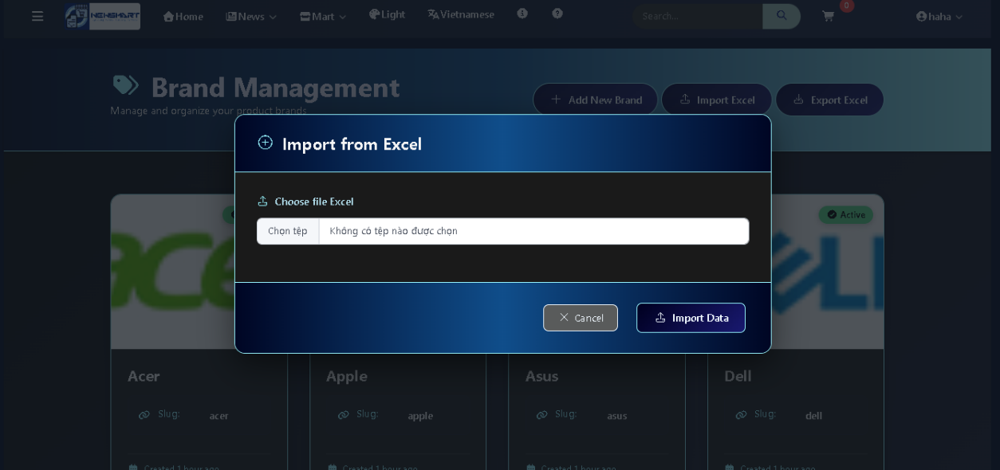 NEWSMART Home News Mart Light Vietnamese Search... 0 haha
Brand Management
Manage and organize your product brands.
Add New Brand Import Excel Export Excel
Import from Excel
Choose file Excel
Chọn tệp Không có tệp nào được chọn
Cancel Import Data
Active
acer
Acer Apple Asus Dell
Slug: acer Slug: apple Slug: asus Slug: dell
Created 1 hour ago Created 1 hour ago Created 1 hour ago Created 1 hour ago